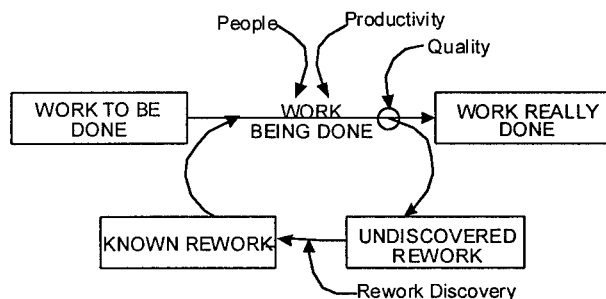 People
Productivity
Quality
WORK TO BE
DONE
WORK
BEING DONE
WORK REALLY
DONE
KNOWN REWORK
UNDISCOVERED
REWORK
Rework Discovery